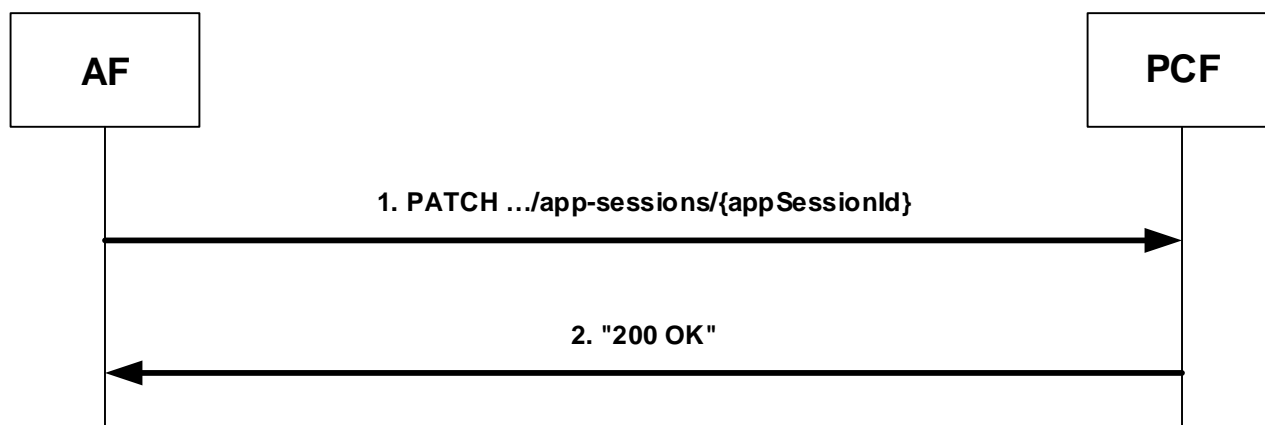 AF
PCF
1. PATCH .../app-sessions/{appSessionId}
2. "200 OK"